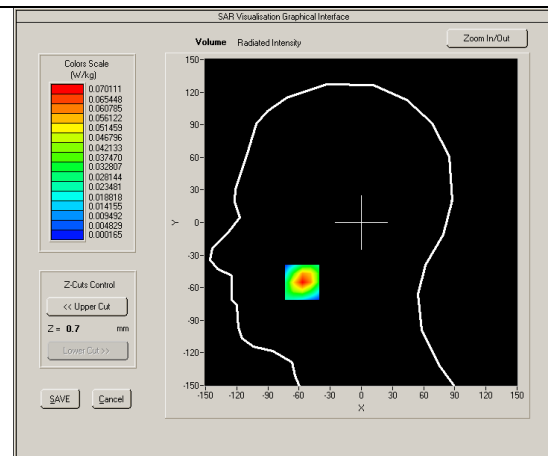 SAR Visualisation Graphical Interface
Volume Radiated Intensity
Zoom In/Out
Colors Scale
(W/kg)
0.070111
0.065448
0.060785
0.056122
0.051459
0.046796
0.042133
0.037470
0.032807
0.028144
0.023481
0.018818
0.014155
0.009492
0.004829
0.000165
Z-Cuts Control
<< Upper Cut
Z = 0.7 mm
Lower Cut >>
SAVE Cancel
150
120
90
60
30
0
-30
-60
-90
-120
-150
Y
-150 -120 -90 -60 -30 0 30 60 90 120 150
X